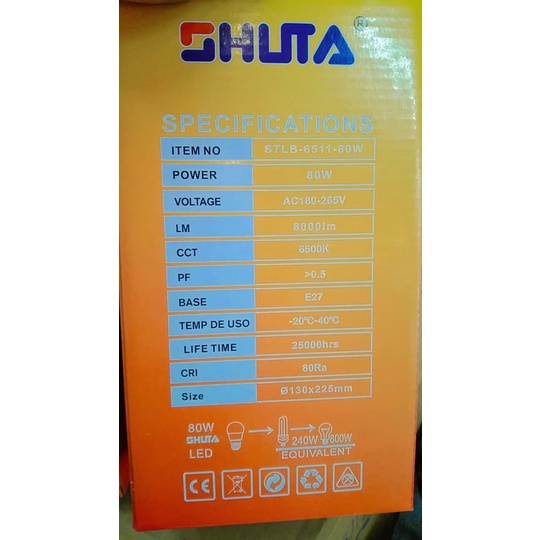 SHUTA ®
SPECIFICATIONS
ITEM NO STLB-6511-80W
POWER 80W
VOLTAGE AC180-265V
LM 8000lm
CCT 6500K
PF >0.5
BASE E27
TEMP DE USO -20℃-40℃
LIFE TIME 25000hrs
CRI 80Ra
Size Ø130x225mm
80W
SHUTA
LED
240W 800W
EQUIVALENT
CE